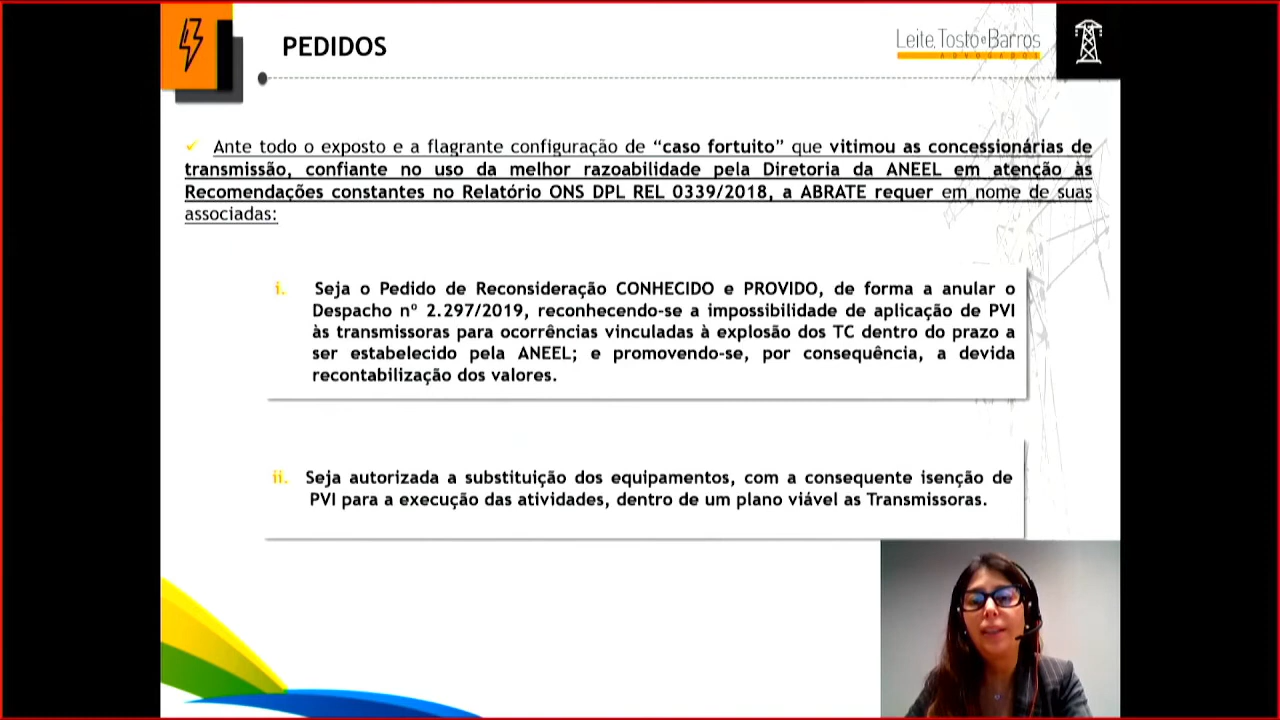 PEDIDOS
Leite, Tosto e Barros
ADVOGADOS
✓ Ante todo o exposto e a flagrante configuração de “caso fortuito” que vitimou as concessionárias de
transmissão, confiante no uso da melhor razoabilidade pela Diretoria da ANEEL em atenção às
Recomendações constantes no Relatório ONS DPL REL 0339/2018, a ABRATE requer em nome de suas
associadas:
i. Seja o Pedido de Reconsideração CONHECIDO e PROVIDO, de forma a anular o
Despacho nº 2.297/2019, reconhecendo-se a impossibilidade de aplicação de PVI
às transmissoras para ocorrências vinculadas à explosão dos TC dentro do prazo a
ser estabelecido pela ANEEL; e promovendo-se, por consequência, a devida
recontabilização dos valores.
ii. Seja autorizada a substituição dos equipamentos, com a consequente isenção de
PVI para a execução das atividades, dentro de um plano viável as Transmissoras.